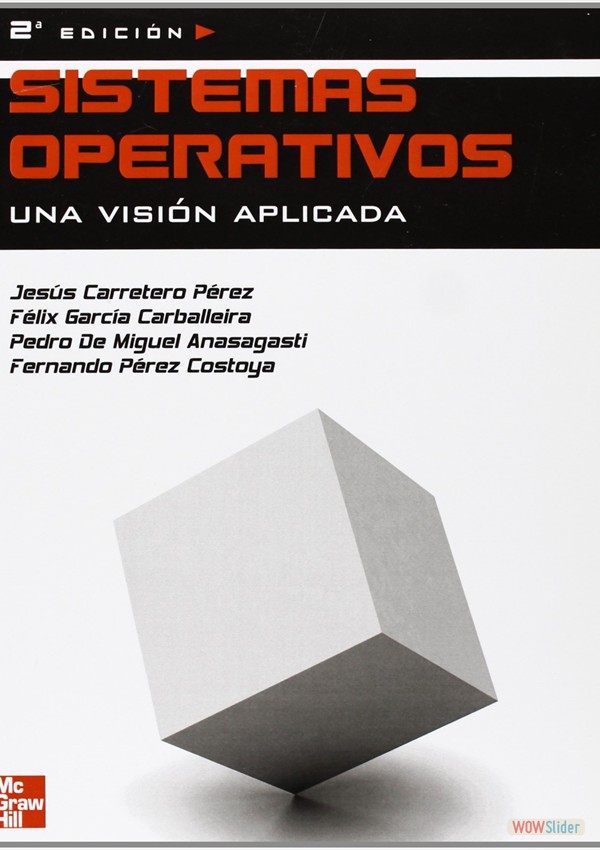 2ª EDICIÓN
SISTEMAS
OPERATIVOS
UNA VISIÓN APLICADA
Jesús Carretero Pérez
Félix García Carballeira
Pedro De Miguel Anasagasti
Fernando Pérez Costoya
Mc
Graw
Hill
WOWSlider